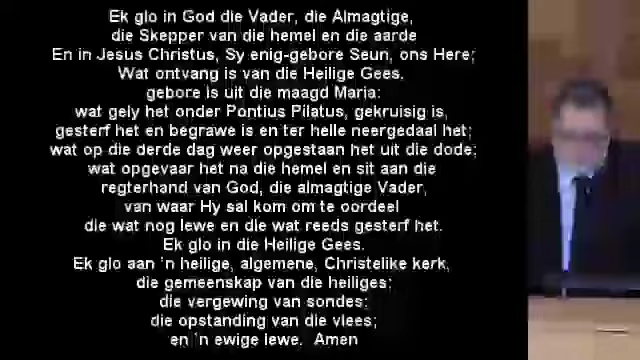 Ek glo in God die Vader, die Almagtige,
die Skepper van die hemel en die aarde
En in Jesus Christus, Sy enig-gebore Seun, ons Here;
Wat ontvang is van die Heilige Gees.
gebore is uit die maagd Maria:
wat gely het onder Pontius Pilatus, gekruisig is,
gesterf het en begrawe is en ter helle neergedaal het;
wat op die derde dag weer opgestaan het uit die dode;
wat opgevaar het na die hemel en sit aan die
regterhand van God, die almagtige Vader,
van waar Hy sal kom om te oordeel
die wat nog lewe en die wat reeds gesterf het.
Ek glo in die Heilige Gees.
Ek glo aan 'n heilige, algemene, Christelike kerk,
die gemeenskap van die heiliges;
die vergewing van sondes;
die opstanding van die vlees;
en 'n ewige lewe.  Amen